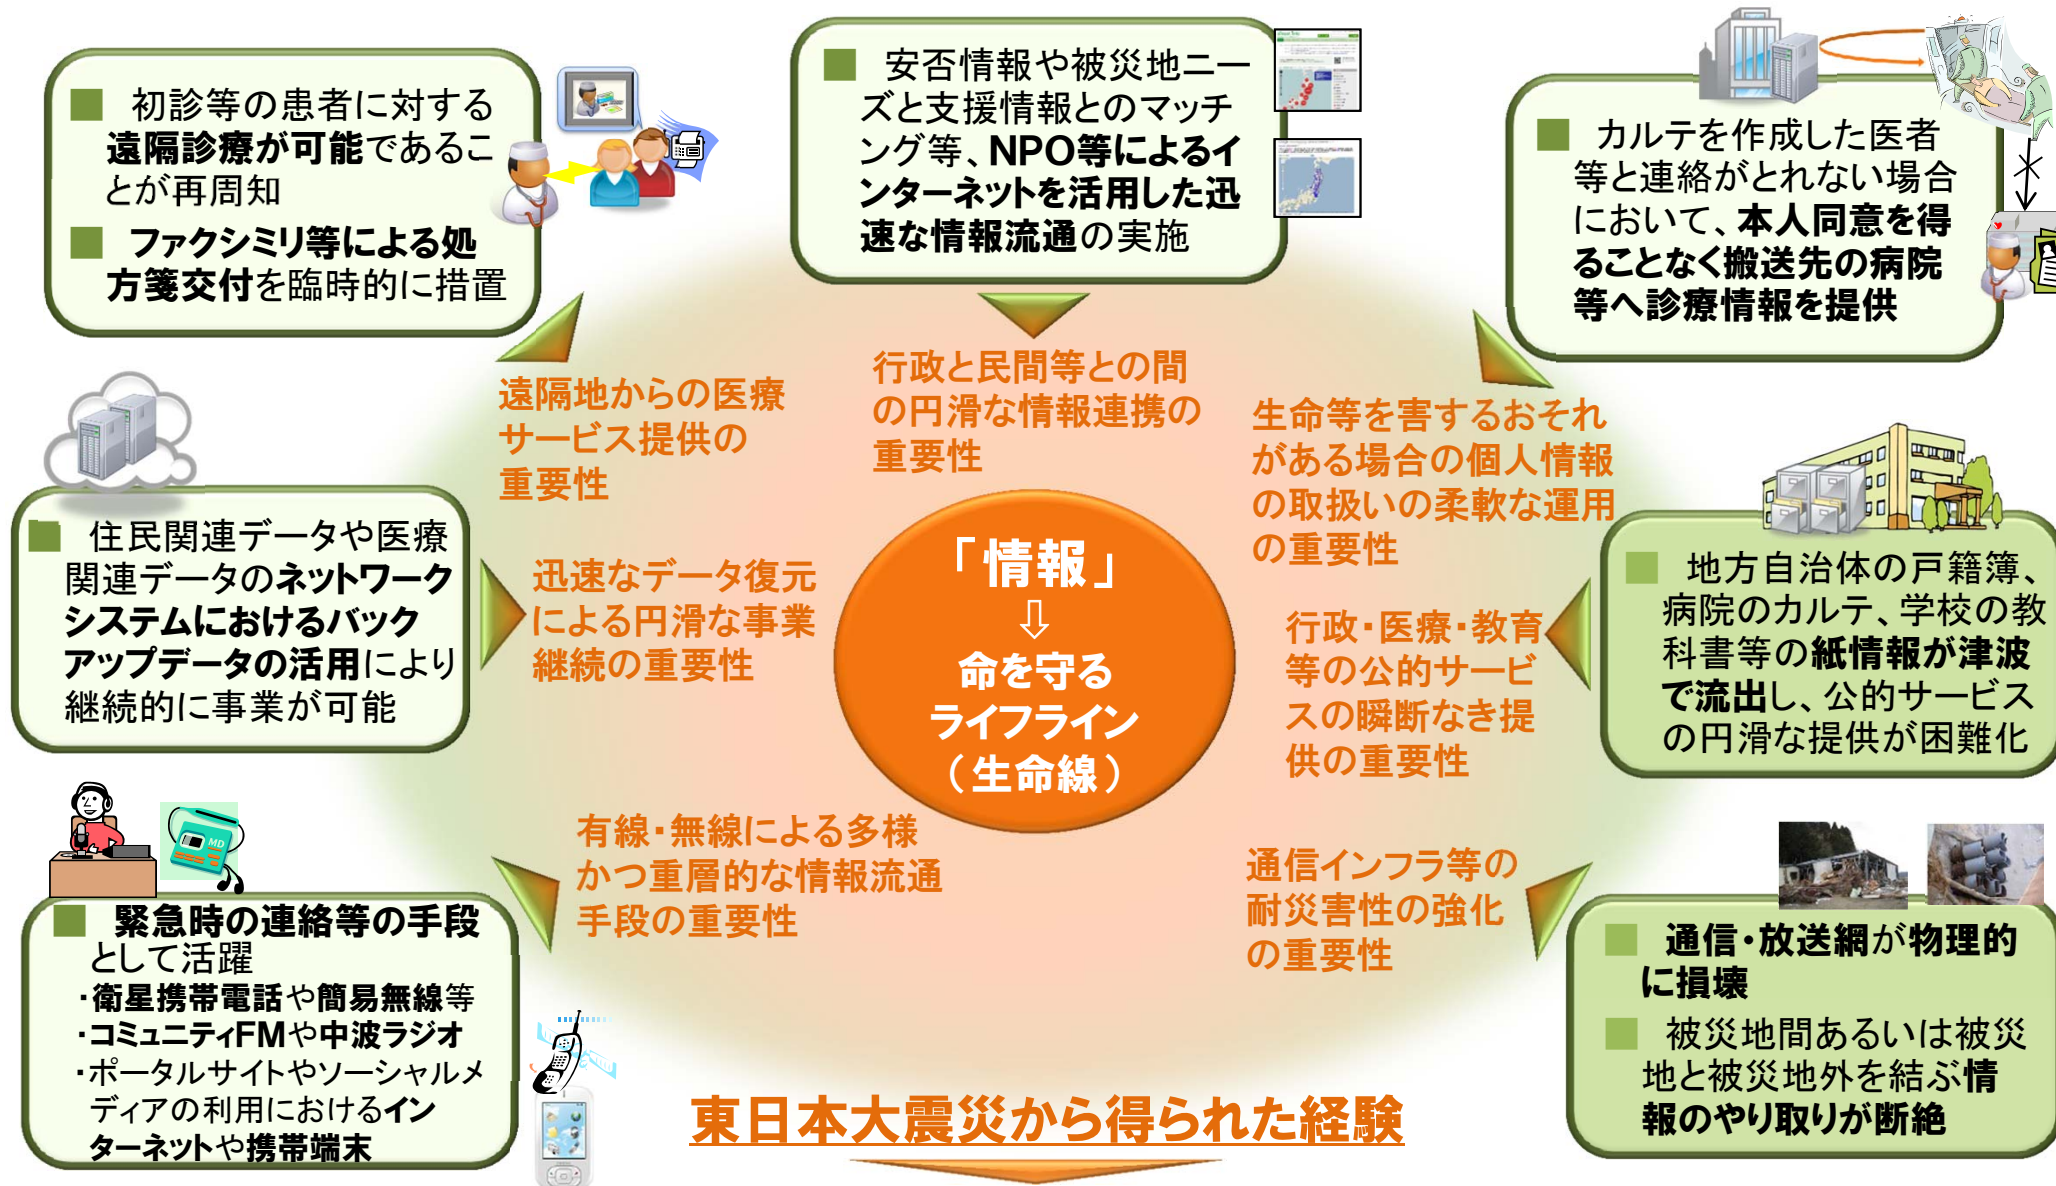 ■ 初診等の患者に対する
遠隔診療が可能であるこ
とが再周知
■ ファクシミリ等による処
方箋交付を臨時的に措置
■ 安否情報や被災地ニー
ズと支援情報とのマッチ
ング等、NPO等によるイ
ンターネットを活用した迅
速な情報流通の実施
■ カルテを作成した医者
等と連絡がとれない場合
において、本人同意を得
ることなく搬送先の病院
等へ診療情報を提供
遠隔地からの医療
サービス提供の
重要性
行政と民間等との間
の円滑な情報連携の
重要性
生命等を害するおそれ
がある場合の個人情報
の取扱いの柔軟な運用
の重要性
■ 住民関連データや医療
関連データのネットワーク
システムにおけるバック
アップデータの活用により
継続的に事業が可能
迅速なデータ復元
による円滑な事業
継続の重要性
「情報」
⇩
命を守る
ライフライン
（生命線）
行政・医療・教育
等の公的サービ
スの瞬断なき提
供の重要性
■ 地方自治体の戸籍簿、
病院のカルテ、学校の教
科書等の紙情報が津波
で流出し、公的サービス
の円滑な提供が困難化
MD
■ 緊急時の連絡等の手段
として活躍
・衛星携帯電話や簡易無線等
・コミュニティFMや中波ラジオ
・ポータルサイトやソーシャルメ
ディアの利用におけるイン
ターネットや携帯端末
有線・無線による多様
かつ重層的な情報流通
手段の重要性
通信インフラ等の
耐災害性の強化
の重要性
■ 通信・放送網が物理的
に損壊
■ 被災地間あるいは被災
地と被災地外を結ぶ情
報のやり取りが断絶
東日本大震災から得られた経験